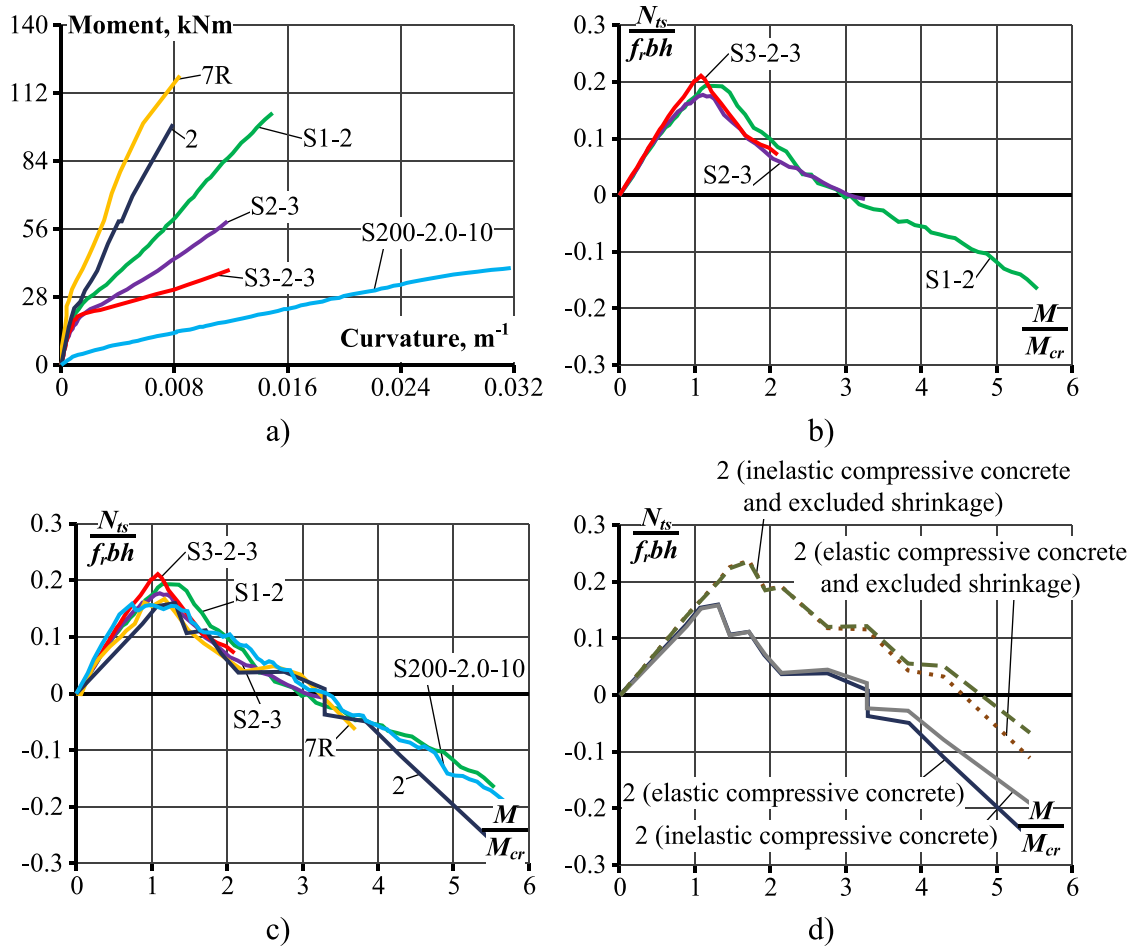 140
Moment, kNm
112
84
56
28
0
7R
2
S1-2
S2-3
S200-2.0-10
S3-2-3
Curvature, m-1
0
0.008
0.016
0.024
0.032
a)
0.3
Nts
frbh
0.2
0.1
0
-0.1
-0.2
-0.3
S3-2-3
S2-3
S1-2
M
Mcr
0
1
2
3
4
5
6
b)
0.3
Nts
frbh
0.2
0.1
0
-0.1
-0.2
-0.3
S3-2-3
S1-2
S200-2.0-10
S2-3
7R
2
M
Mcr
0
1
2
3
4
5
6
c)
2 (inelastic compressive concrete
and excluded shrinkage)
0.3
Nts
frbh
2 (elastic compressive concrete
and excluded shrinkage)
0.2
0.1
0
-0.1
-0.2
-0.3
2 (elastic compressive concrete)
2 (inelastic compressive concrete)
M
Mcr
0
1
2
3
4
5
6
d)